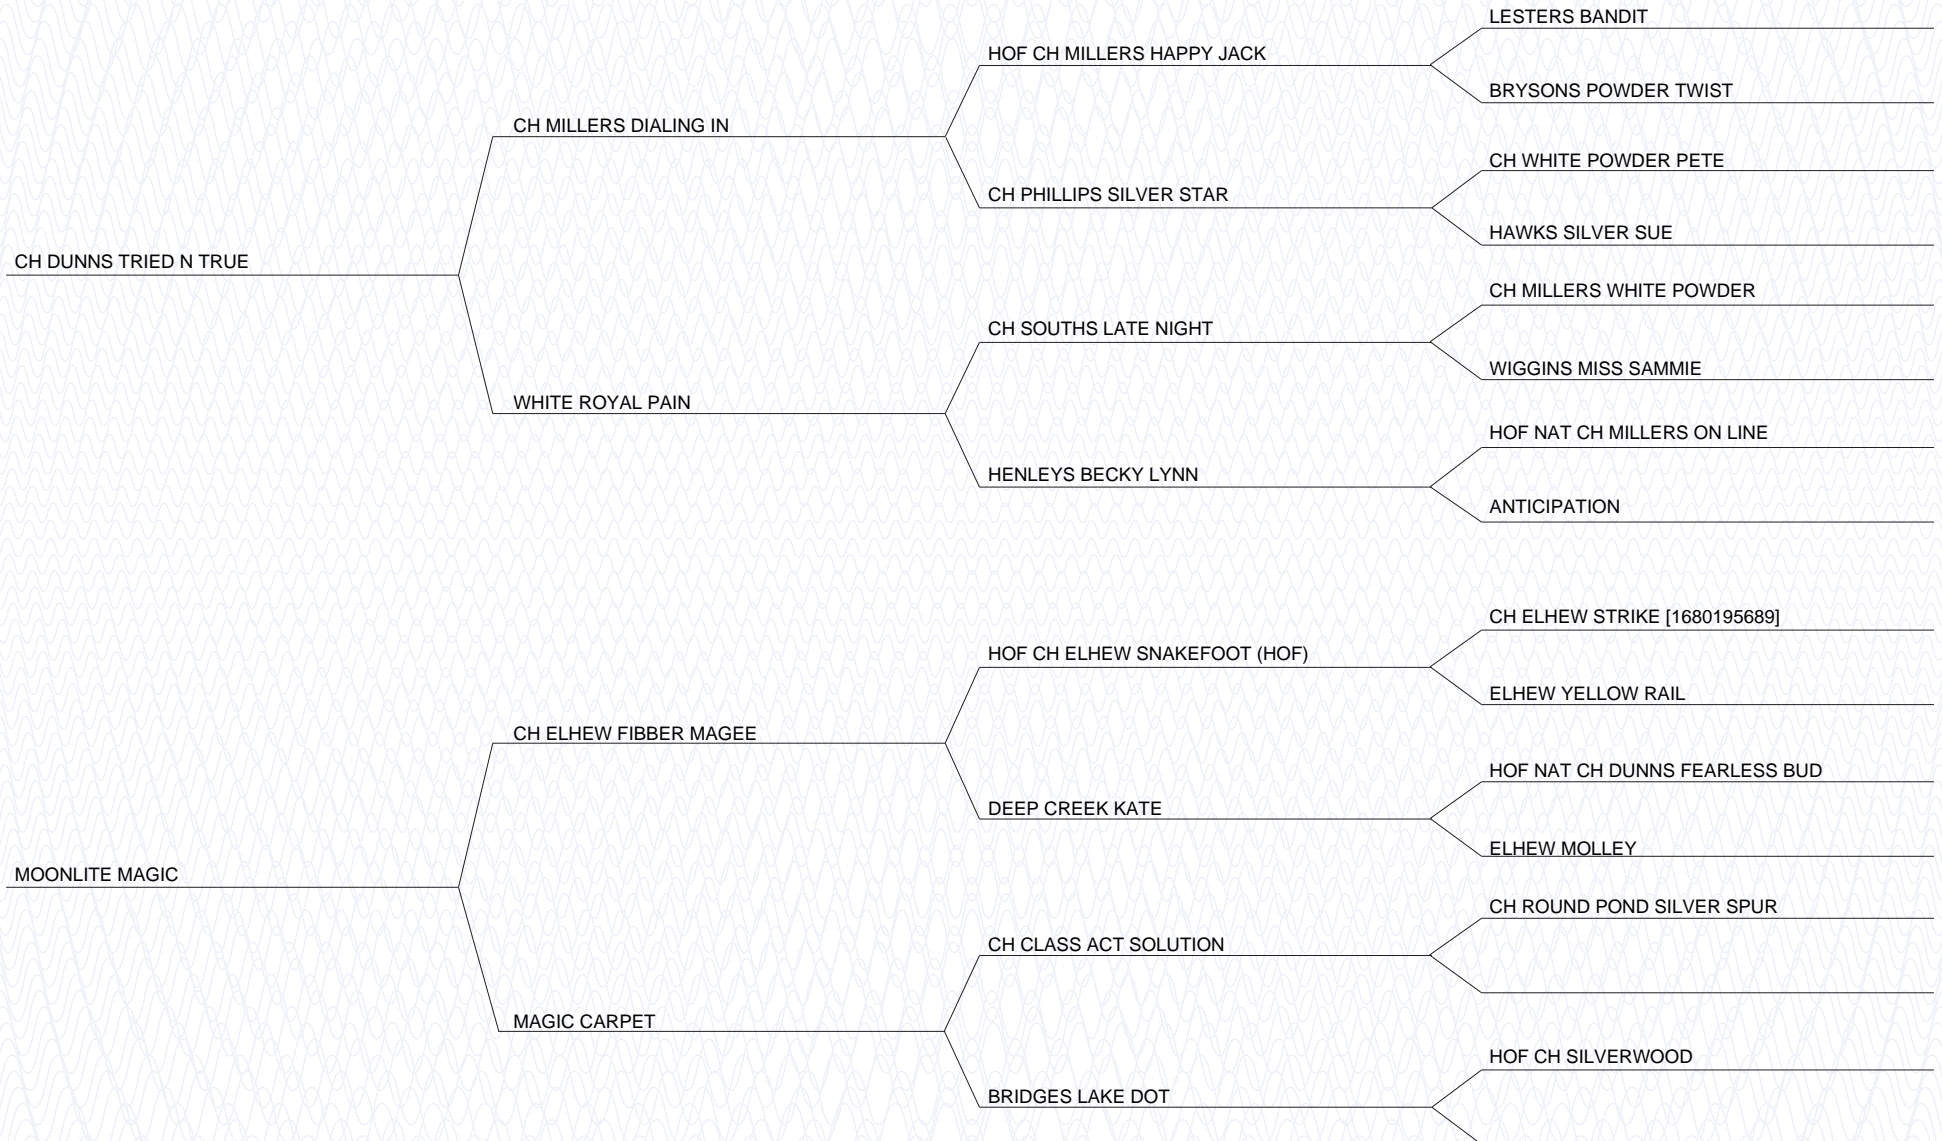 LESTERS BANDIT
HOF CH MILLERS HAPPY JACK
BRYSONS POWDER TWIST
CH MILLERS DIALING IN
CH WHITE POWDER PETE
CH PHILLIPS SILVER STAR
HAWKS SILVER SUE
CH DUNNS TRIED N TRUE
CH MILLERS WHITE POWDER
CH SOUTHS LATE NIGHT
WIGGINS MISS SAMMIE
WHITE ROYAL PAIN
HOF NAT CH MILLERS ON LINE
HENLEYS BECKY LYNN
ANTICIPATION
CH ELHEW STRIKE [1680195689]
HOF CH ELHEW SNAKEFOOT (HOF)
ELHEW YELLOW RAIL
CH ELHEW FIBBER MAGEE
HOF NAT CH DUNNS FEARLESS BUD
DEEP CREEK KATE
ELHEW MOLLEY
MOONLITE MAGIC
CH ROUND POND SILVER SPUR
CH CLASS ACT SOLUTION
MAGIC CARPET
HOF CH SILVERWOOD
BRIDGES LAKE DOT